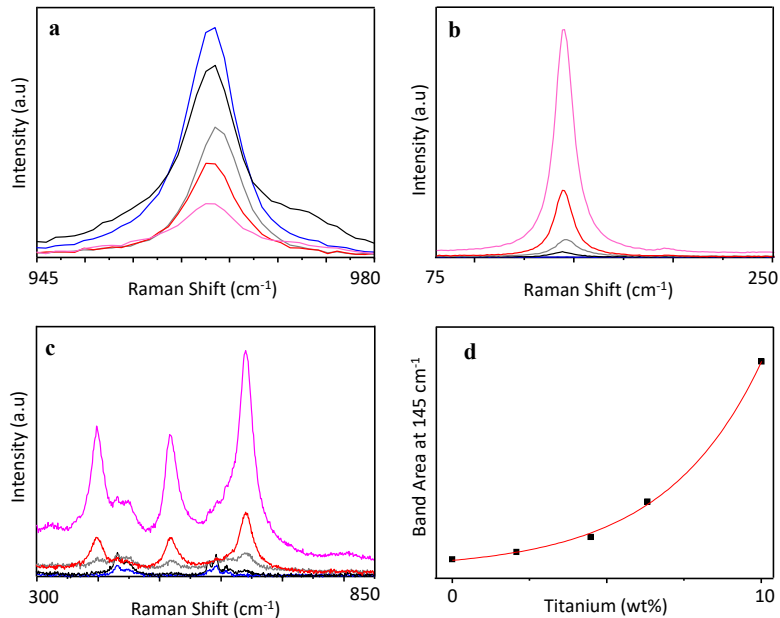 a
Intensity (a.u)
945
980
Raman Shift (cm⁻¹)
b
Intensity (a.u)
75
250
Raman Shift (cm⁻¹)
c
Intensity (a.u)
300
850
Raman Shift (cm⁻¹)
d
Band Area at 145 cm⁻¹
0
10
Titanium (wt%)